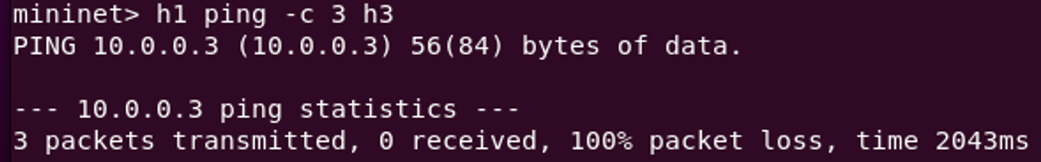 mininet> h1 ping -c 3 h3
PING 10.0.0.3 (10.0.0.3) 56(84) bytes of data.
--- 10.0.0.3 ping statistics ---
3 packets transmitted, 0 received, 100% packet loss, time 2043ms